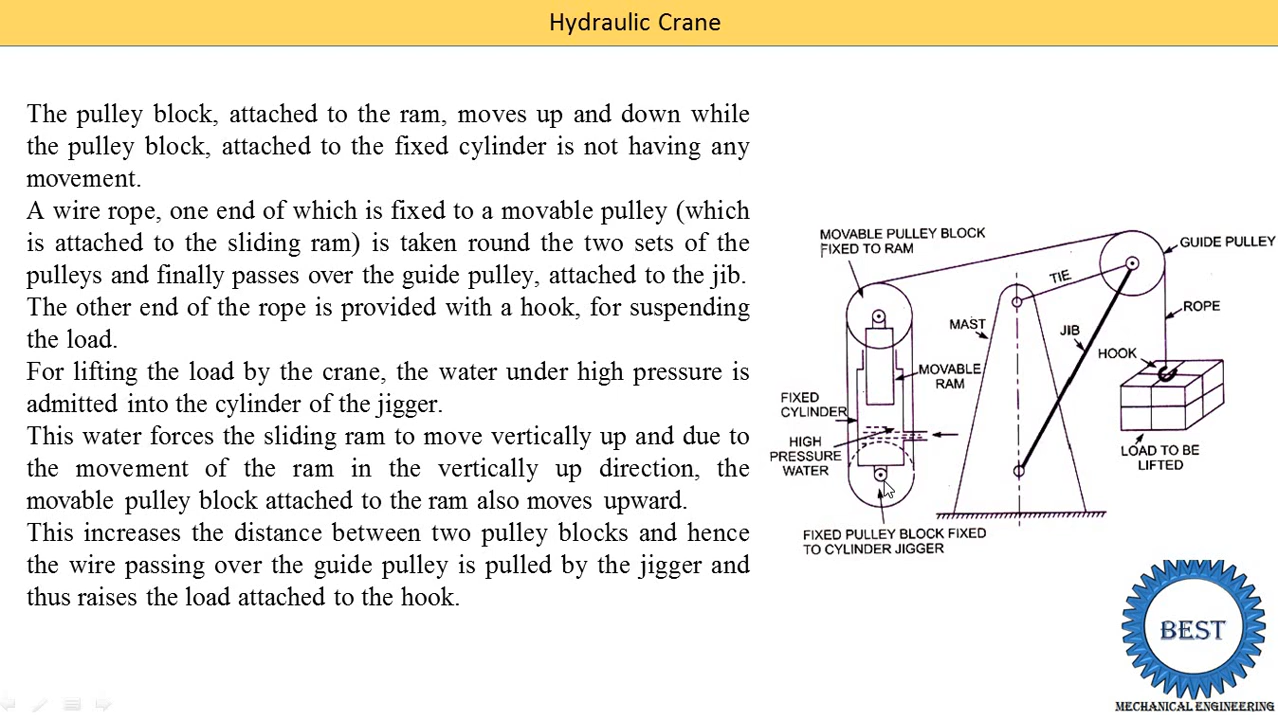 Hydraulic Crane
The pulley block, attached to the ram, moves up and down while
the pulley block, attached to the fixed cylinder is not having any
movement.
A wire rope, one end of which is fixed to a movable pulley (which
is attached to the sliding ram) is taken round the two sets of the
pulleys and finally passes over the guide pulley, attached to the jib.
The other end of the rope is provided with a hook, for suspending
the load.
For lifting the load by the crane, the water under high pressure is
admitted into the cylinder of the jigger.
This water forces the sliding ram to move vertically up and due to
the movement of the ram in the vertically up direction, the
movable pulley block attached to the ram also moves upward.
This increases the distance between two pulley blocks and hence
the wire passing over the guide pulley is pulled by the jigger and
thus raises the load attached to the hook.
MOVABLE PULLEY BLOCK
FIXED TO RAM
GUIDE PULLEY
TIE
ROPE
MAST
JIB
HOOK
MOVABLE
RAM
FIXED
CYLINDER
HIGH
PRESSURE
WATER
LOAD TO BE
LIFTED
FIXED PULLEY BLOCK FIXED
TO CYLINDER JIGGER
BEST
MECHANICAL ENGINEERING